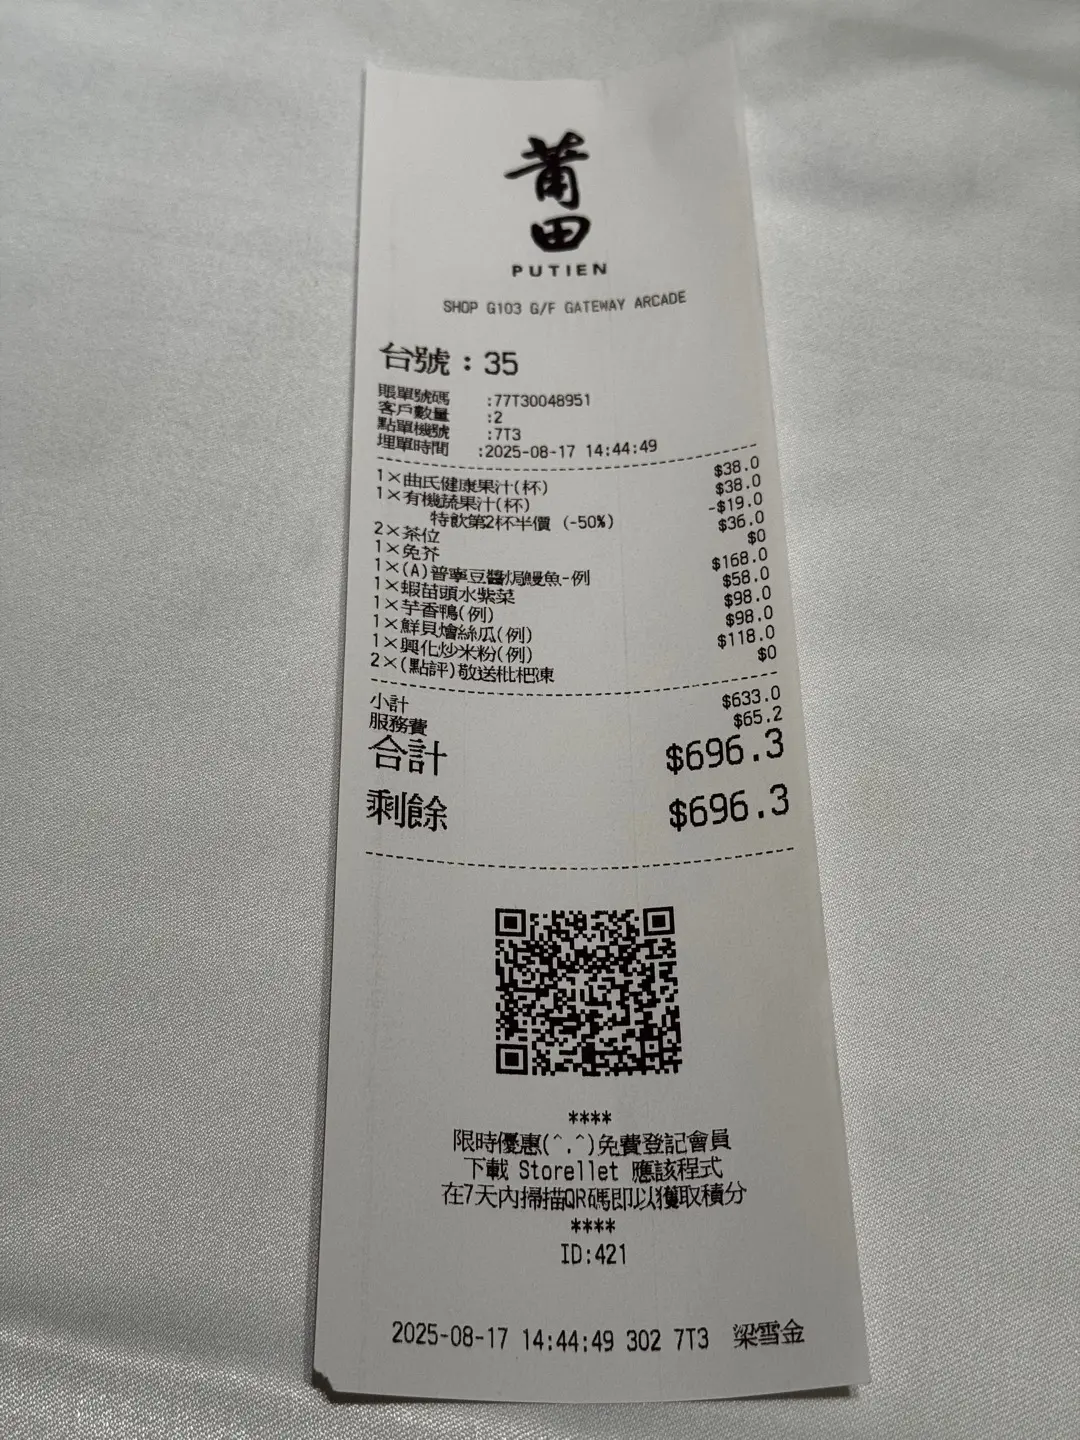 莆田
PUTIEN
SHOP G103 G/F GATEWAY ARCADE
台號：35
賬單號碼 :77T30048951
客戶數量 :2
點單機號 :7T3
埋單時間 :2025-08-17 14:44:49
1×曲氏健康果汁(杯) $38.0
1×有機蔬果汁(杯) $38.0
特飲第2杯半價 (-50%) -$19.0
2×茶位 $36.0
1×免芥 $0
1×(A)普寧豆醬焗鰻魚-例 $168.0
1×蝦苗頭水紫菜 $58.0
1×芋香鴨(例) $98.0
1×鮮貝燴絲瓜(例) $98.0
1×興化炒米粉(例) $118.0
2×(點評)敬送枇杷凍 $0
小計 $633.0
服務費 $65.2
合計 $696.3
剩餘 $696.3
****
限時優惠(^.^)免費登記會員
下載 Storellet 應該程式
在7天內掃描QR碼即以獲取積分
****
ID:421
2025-08-17 14:44:49 302 7T3 梁雪金